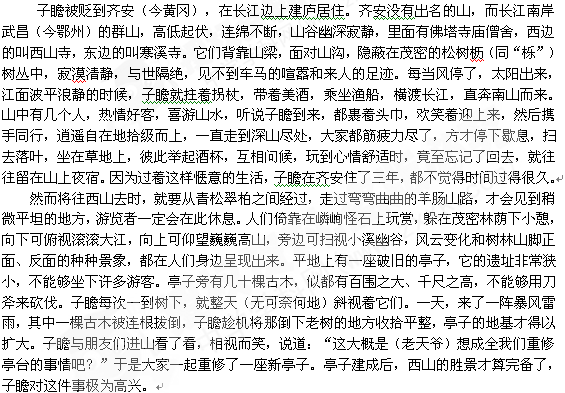 子瞻被贬到齐安（今黄冈），在长江边上建庐居住。齐安没有出名的山，而长江南岸
武昌（今鄂州）的群山，高低起伏，连绵不断，山谷幽深寂静，里面有佛塔寺庙僧舍，西边
的叫西山寺，东边的叫寒溪寺。它们背靠山梁，面对山沟，隐蔽在茂密的松树枥（同“栎”）
树丛中，寂漠清静，与世隔绝，见不到车马的喧嚣和来人的足迹。每当风停了，太阳出来，
江面波平浪静的时候，子瞻就拄着拐杖，带着美酒，乘坐渔船，横渡长江，直奔南山而来。
山中有几个人，热情好客，喜游山水，听说子瞻到来，都裹着头巾，欢笑着迎上来，然后携
手同行，逍遥自在地拾级而上，一直走到深山尽处，大家都筋疲力尽了，方才停下歇息，扫
去落叶，坐在草地上，彼此举起酒杯，互相问候，玩到心情舒适时，竟至忘记了回去，就往
往留在山上夜宿。因为过着这样惬意的生活，子瞻在齐安住了三年，都不觉得时间过得很久。
然而将往西山去时，就要从青松翠柏之间经过，走过弯弯曲曲的羊肠山路，才会见到稍
微平坦的地方，游览者一定会在此休息。人们倚靠在嶙峋怪石上玩赏，躲在茂密林荫下小憩，
向下可俯视滚滚大江，向上可仰望巍巍高山，旁边可扫视小溪幽谷，风云变化和树林山脚正
面、反面的种种景象，都在人们身边呈现出来。平地上有一座破旧的亭子，它的遗址非常狭
小，不能够坐下许多游客。亭子旁有几十棵古木，似都有百围之大、千尺之高，不能够用刀
斧来砍伐。子瞻每次一到树下，就整天（无可奈何地）斜视着它们。一天，来了一阵暴风雷
雨，其中一棵古木被连根拔倒，子瞻趁机将那倒下老树的地方收拾平整，亭子的地基才得以
扩大。子瞻与朋友们进山看了看，相视而笑，说道：“这大概是（老天爷）想成全我们重修
亭台的事情吧？”于是大家一起重修了一座新亭子。亭子建成后，西山的胜景才算完备了，
子瞻对这件事极为高兴。